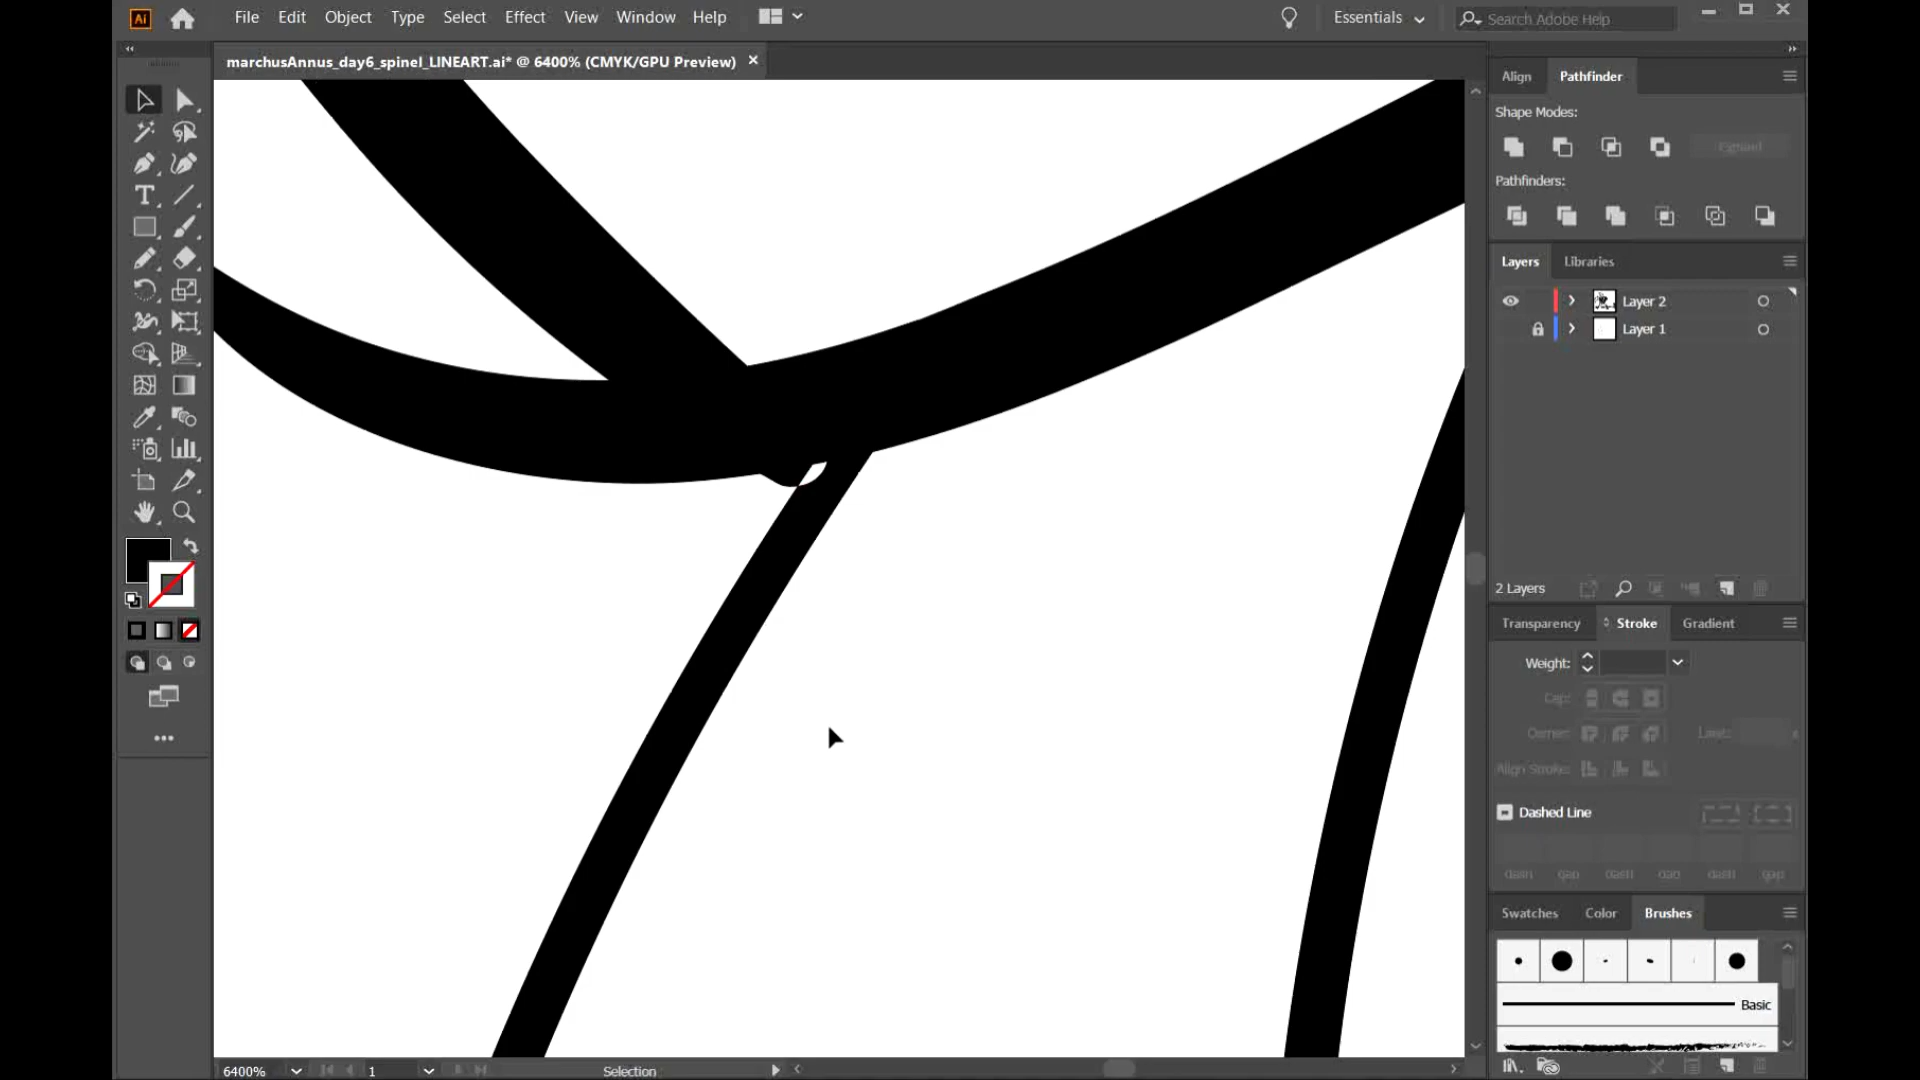 Ai File Edit Object Type Select Effect View Window Help Essentials Search Adobe Help
marchusAnnus_day6_spinel_LINEART.ai* @ 6400% (CMYK/GPU Preview)
Align Pathfinder
Shape Modes:
Expand
Pathfinders:
Layers Libraries
Layer 2
Layer 1
2 Layers
Transparency Stroke Gradient
Weight:
Cap:
Corner: Limit:
Align Stroke:
Dashed Line
dash gap dash gap dash gap
Swatches Color Brushes
Basic
6400% 1 Selection